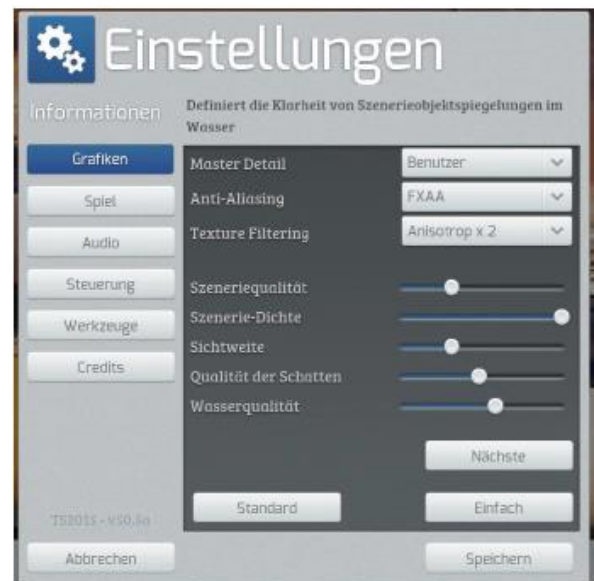 Einstellungen
Informationen
Definiert die Klarheit von Szenerieobjektspiegelungen im
Wasser
Grafiken
Spiel
Audio
Steuerung
Werkzeuge
Credits
Master Detail
Benutzer
Anti-Aliasing
FXAA
Texture Filtering
Anisotrop x 2
Szeneriequalität
Szenerie-Dichte
Sichtweite
Qualität der Schatten
Wasserqualität
Nächste
Standard
Einfach
Abbrechen
Speichern